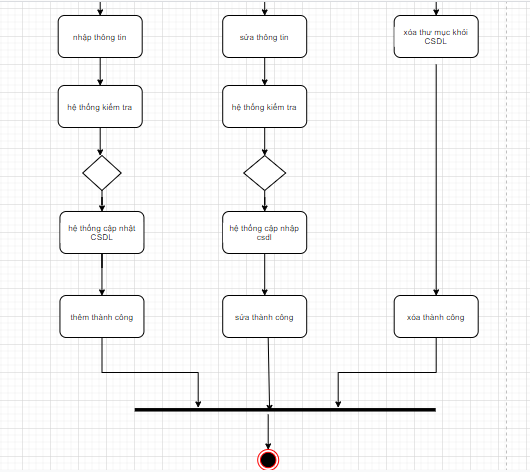 nhập thông tin
sửa thông tin
xóa thư mục khỏi
CSDL
hệ thống kiểm tra
hệ thống kiểm tra
hệ thống cập nhật
CSDL
hệ thống cập nhập
csdl
thêm thành công
sửa thành công
xóa thành công